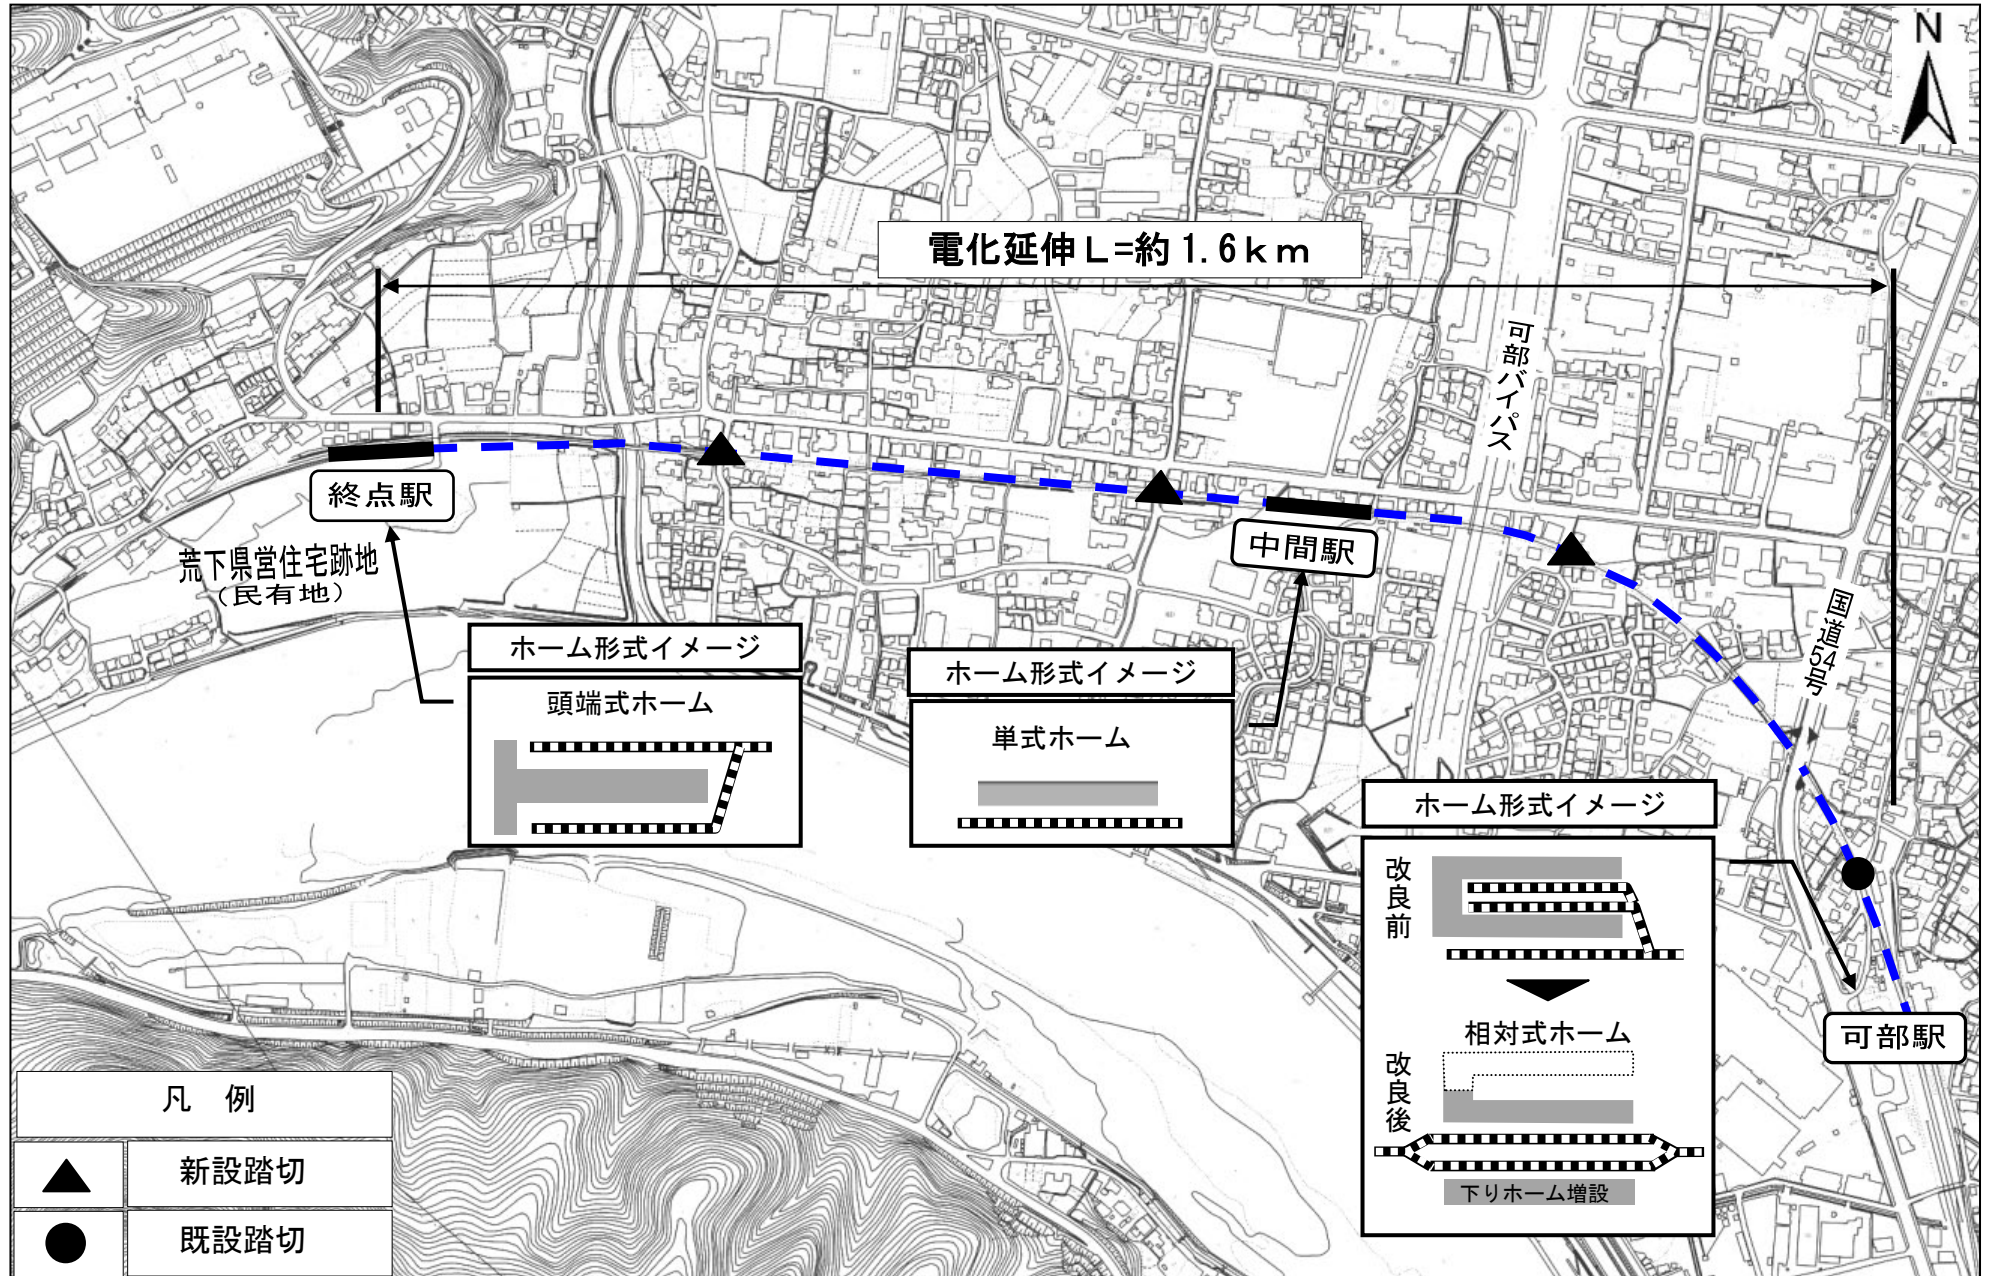 N
電化延伸L=約1.6km
可部バイパス
終点駅
中間駅
荒下県営住宅跡地
（民有地）
国道54号
ホーム形式イメージ
頭端式ホーム
ホーム形式イメージ
単式ホーム
ホーム形式イメージ
改良前
相対式ホーム
改良後
下りホーム増設
可部駅
凡 例
新設踏切
既設踏切